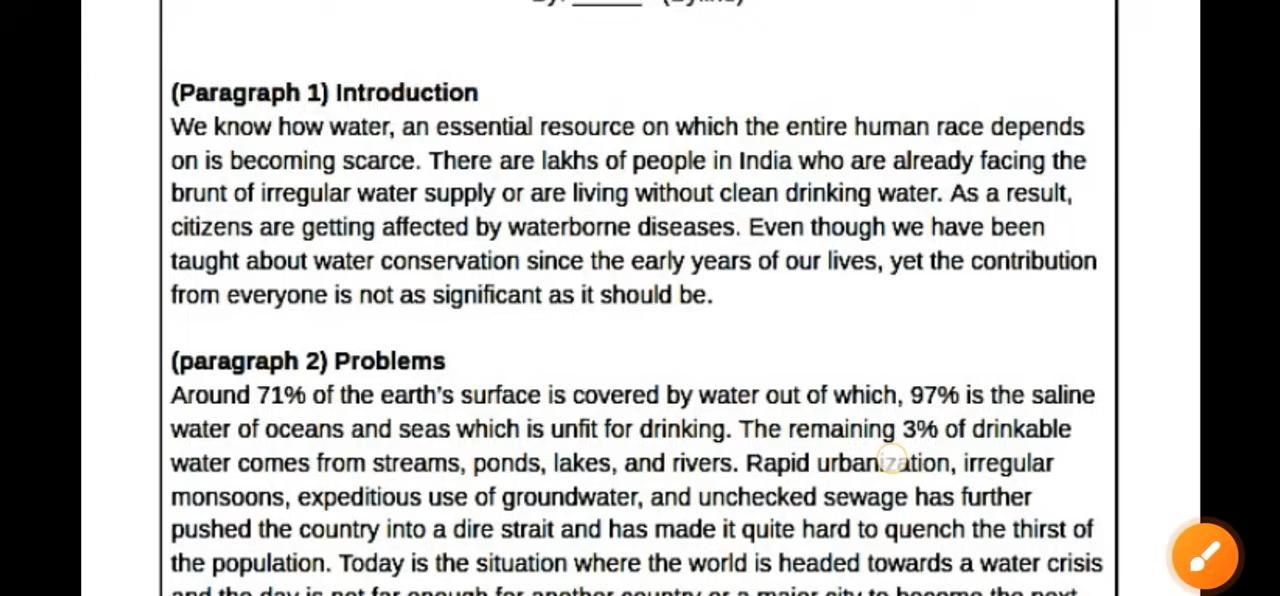 (Paragraph 1) Introduction
We know how water, an essential resource on which the entire human race depends
on is becoming scarce. There are lakhs of people in India who are already facing the
brunt of irregular water supply or are living without clean drinking water. As a result,
citizens are getting affected by waterborne diseases. Even though we have been
taught about water conservation since the early years of our lives, yet the contribution
from everyone is not as significant as it should be.
(paragraph 2) Problems
Around 71% of the earth's surface is covered by water out of which, 97% is the saline
water of oceans and seas which is unfit for drinking. The remaining 3% of drinkable
water comes from streams, ponds, lakes, and rivers. Rapid urbanization, irregular
monsoons, expeditious use of groundwater, and unchecked sewage has further
pushed the country into a dire strait and has made it quite hard to quench the thirst of
the population. Today is the situation where the world is headed towards a water crisis
and the day is not far enough for another country or a major city to become the next